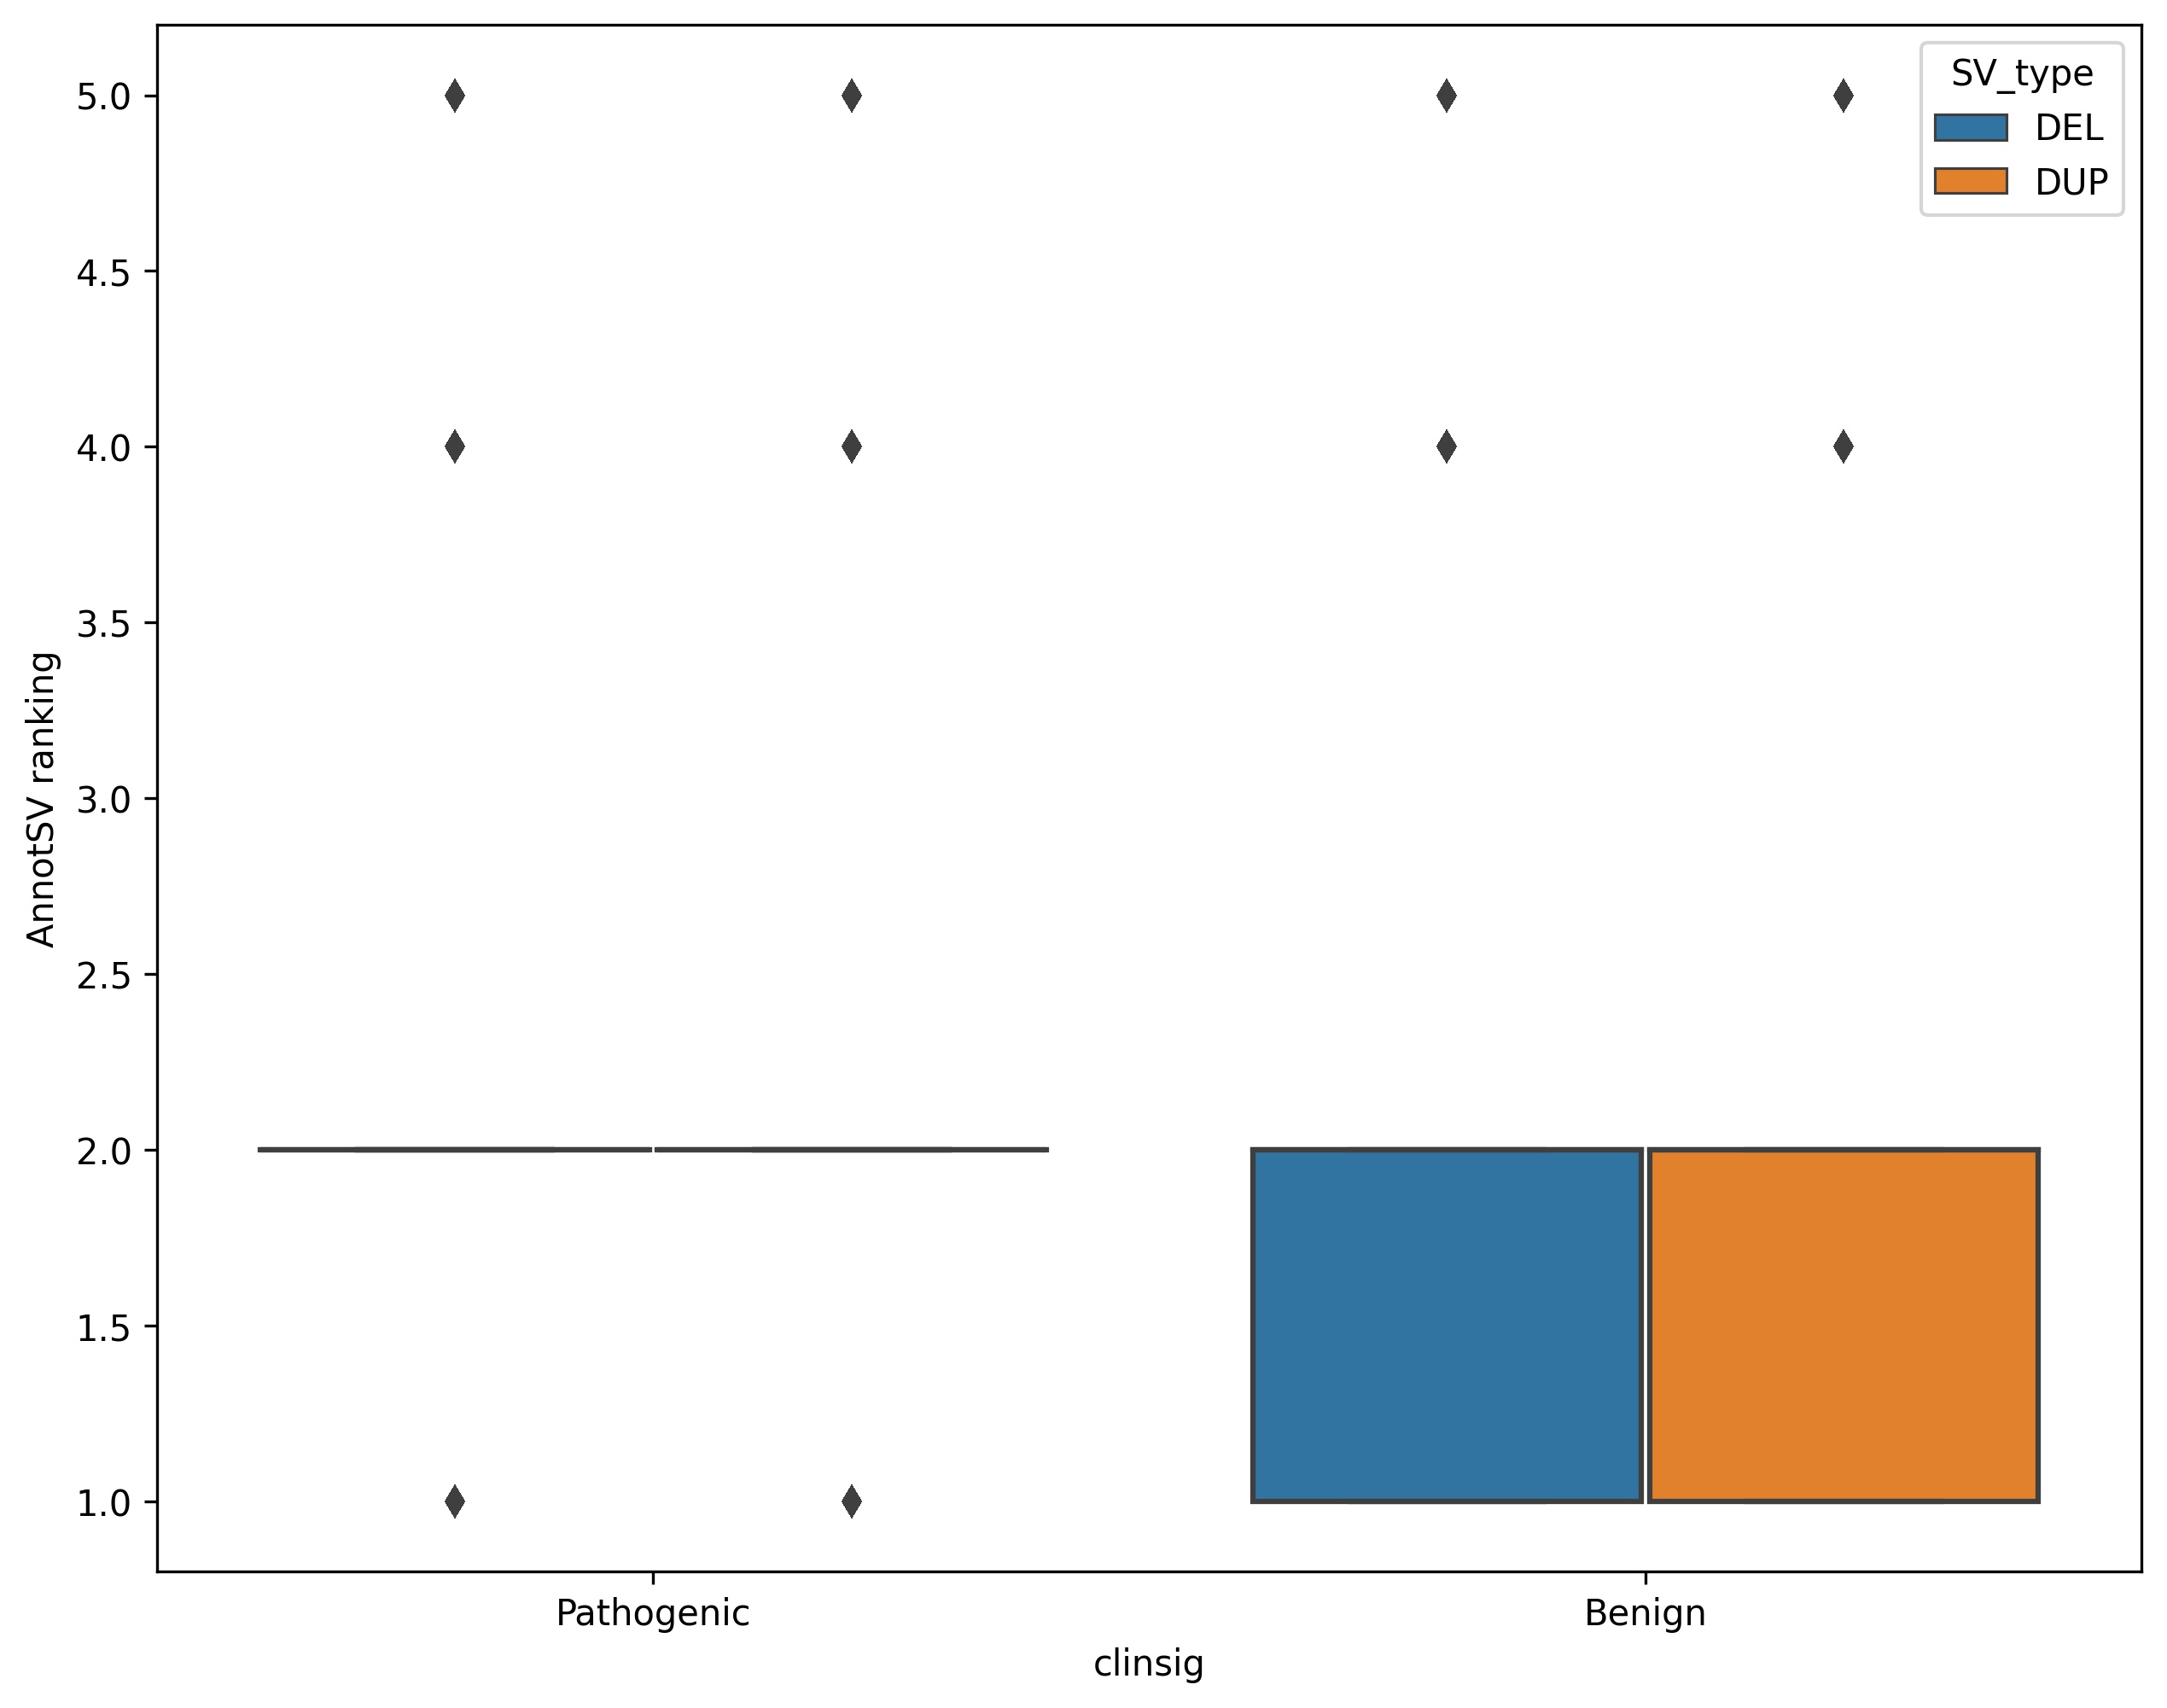 SV_type
DEL
DUP
5.0
4.5
4.0
3.5
3.0
2.5
2.0
1.5
1.0
AnnotSV ranking
Pathogenic
Benign
clinsig